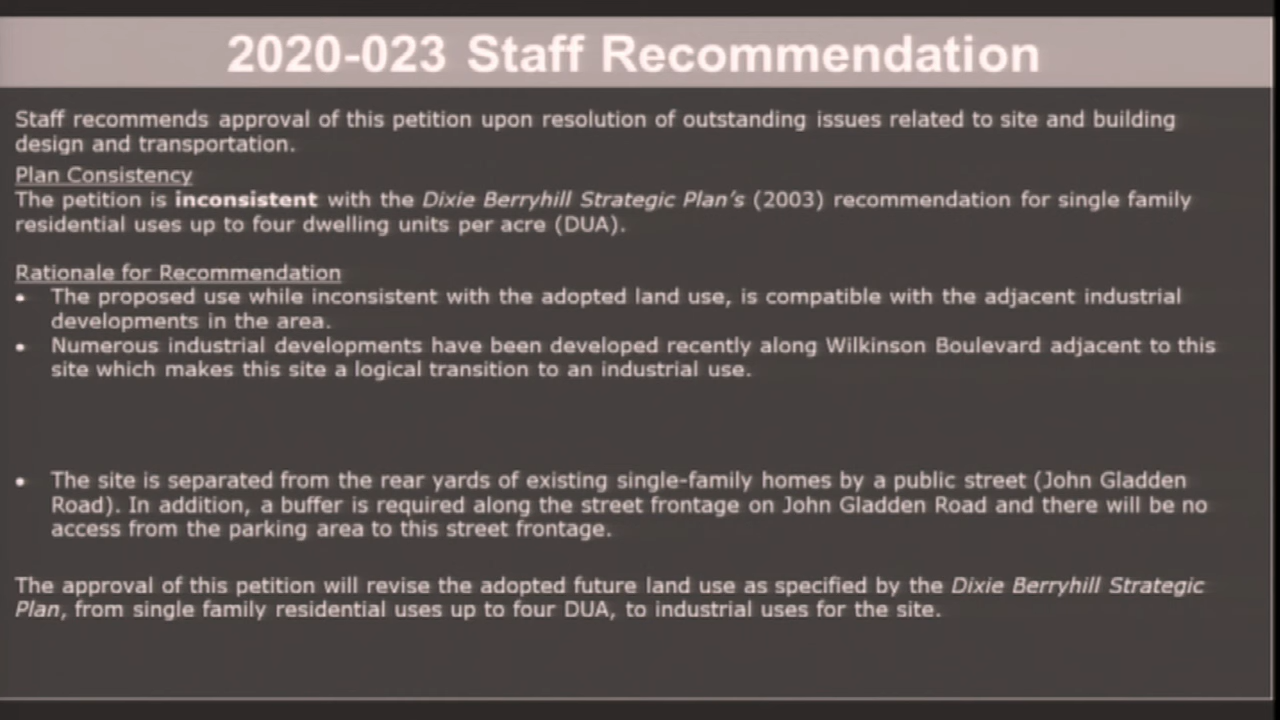 2020-023 Staff Recommendation
Staff recommends approval of this petition upon resolution of outstanding issues related to site and building
design and transportation.
Plan Consistency
The petition is inconsistent with the Dixie Berryhill Strategic Plan's (2003) recommendation for single family
residential uses up to four dwelling units per acre (DUA).
Rationale for Recommendation
• The proposed use while inconsistent with the adopted land use, is compatible with the adjacent industrial
developments in the area.
• Numerous industrial developments have been developed recently along Wilkinson Boulevard adjacent to this
site which makes this site a logical transition to an industrial use.
• The site is separated from the rear yards of existing single-family homes by a public street (John Gladden
Road). In addition, a buffer is required along the street frontage on John Gladden Road and there will be no
access from the parking area to this street frontage.
The approval of this petition will revise the adopted future land use as specified by the Dixie Berryhill Strategic
Plan, from single family residential uses up to four DUA, to industrial uses for the site.